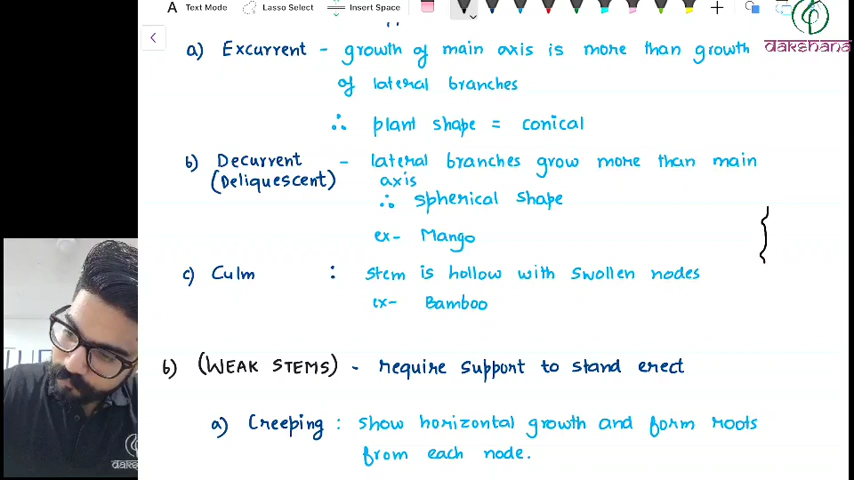 A Text Mode Lasso Select Insert Space
dakshana
a) Excurrent - growth of main axis is more than growth
of lateral branches
∴ plant shape = conical
b) Decurrent - lateral branches grow more than main
(Deliquescent) axis
∴ spherical shape
ex- Mango
c) Culm : stem is hollow with swollen nodes
ex- Bamboo
b) (WEAK STEMS) - require support to stand erect
a) Creeping : show horizontal growth and form roots
from each node.